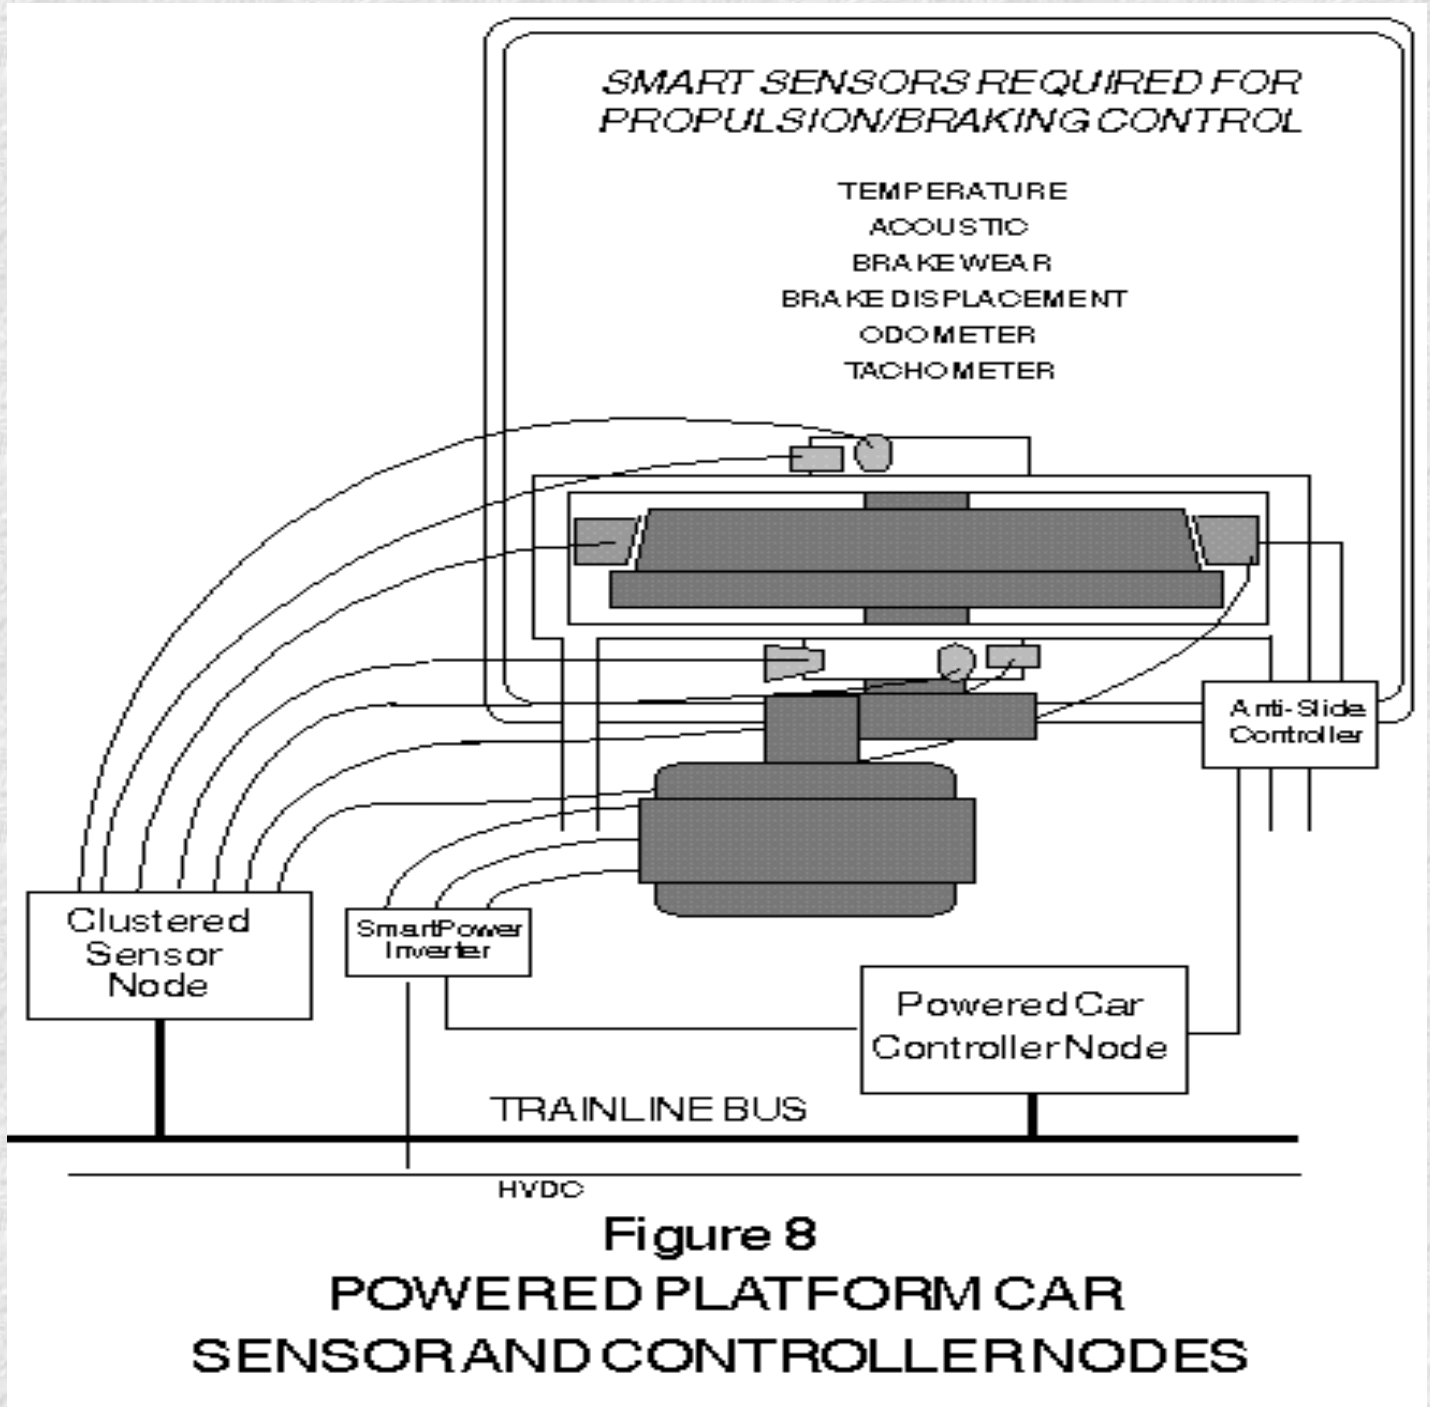 SMART SENSORS REQUIRED FOR
PROPULSION/BRAKING CONTROL
TEMPERATURE
ACOUSTIC
BRAKE WEAR
BRAKE DISPLACEMENT
ODOMETER
TACHOMETER
Anti-Slide
Controller
Clustered
Sensor
Node
SmartPower
Inverter
Powered Car
Controller Node
TRAINLINE BUS
HVDC
Figure 8
POWERED PLATFORM CAR
SENSOR AND CONTROLLER NODES